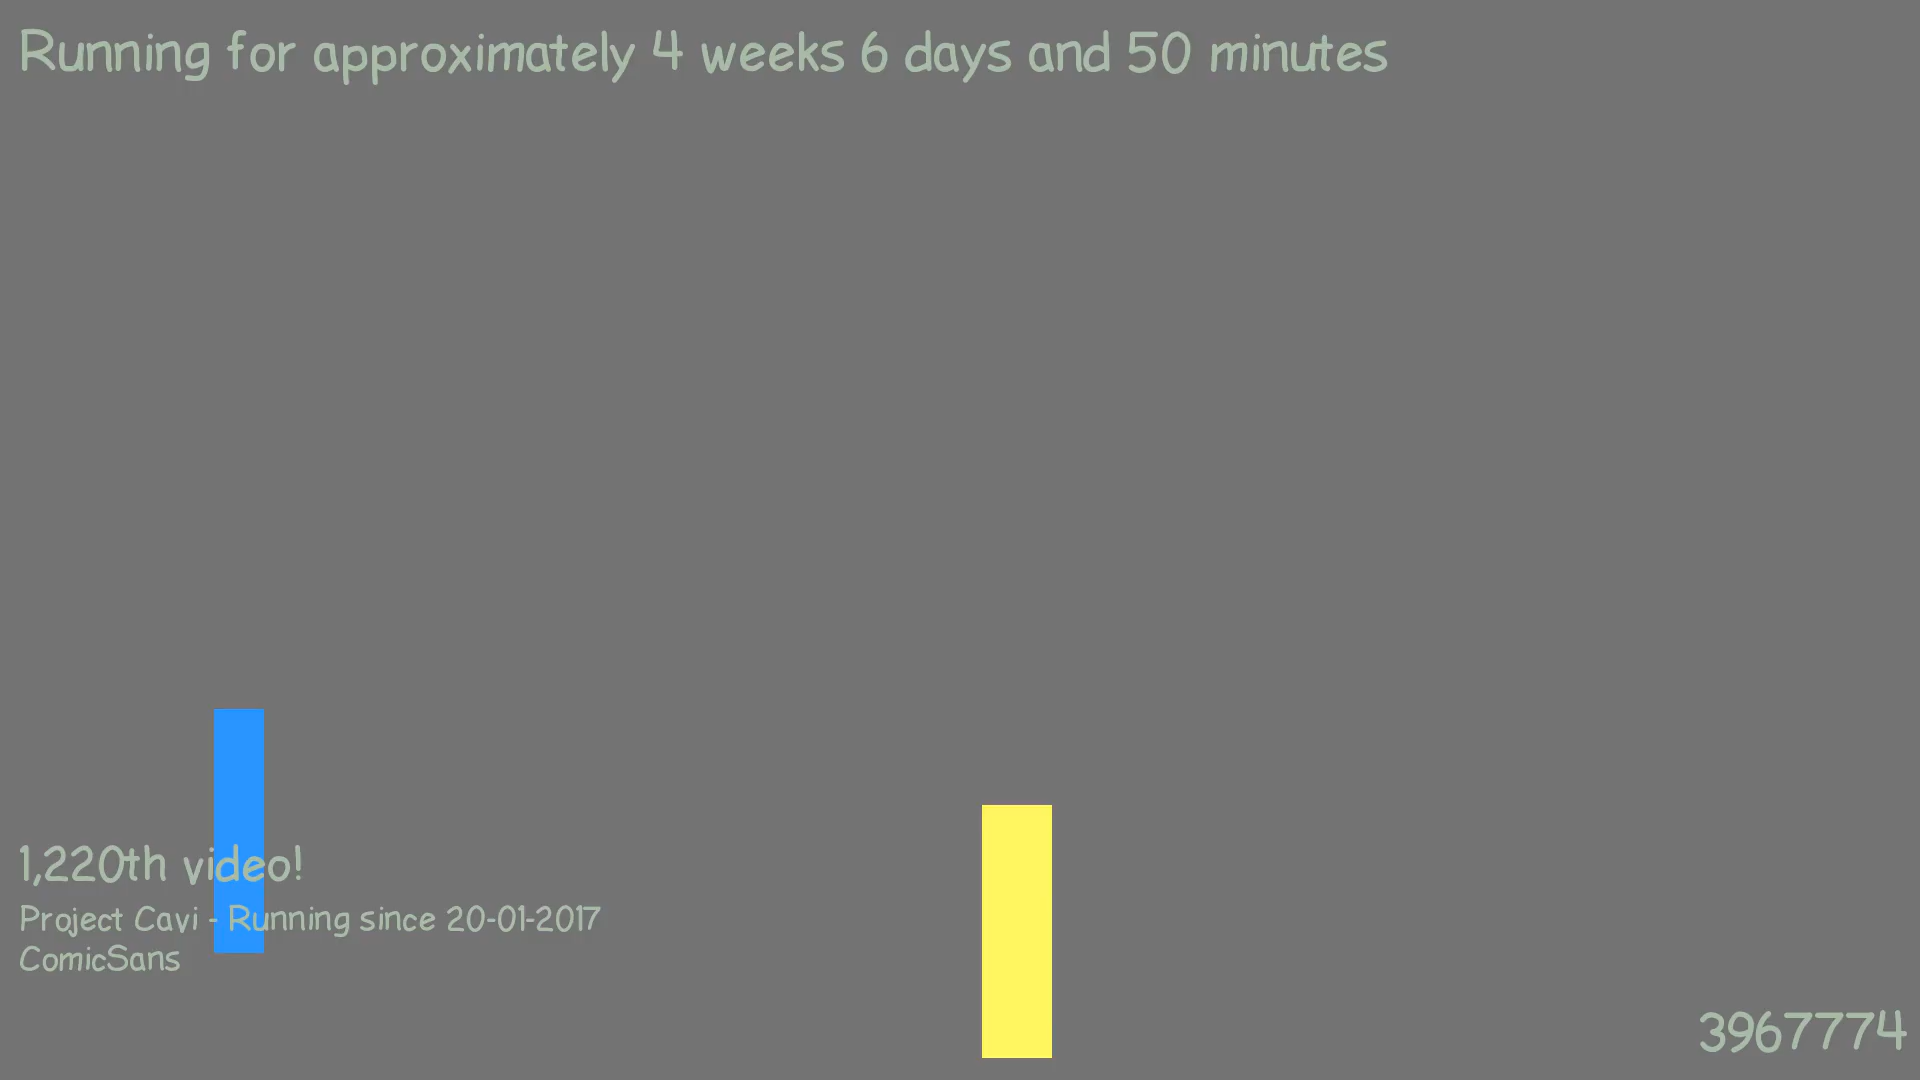 Running for approximately 4 weeks 6 days and 50 minutes
1,220th video!
Project Cavi - Running since 20-01-2017
ComicSans
3967774